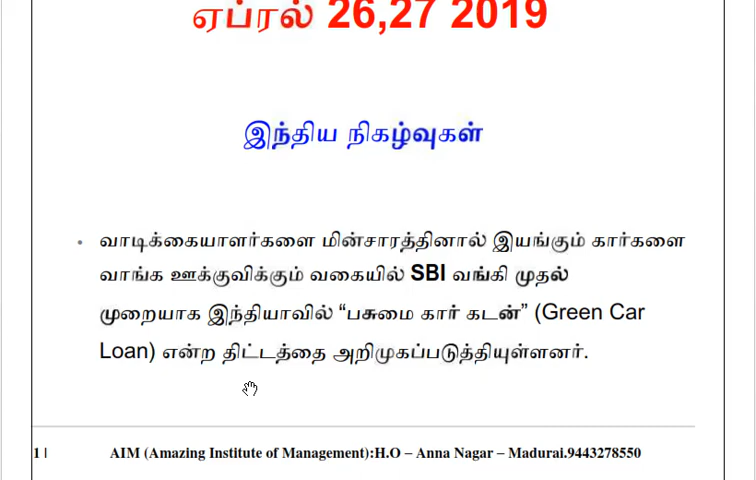 ஏப்ரல் 26,27 2019
இந்திய நிகழ்வுகள்
• வாடிக்கையாளர்களை மின்சாரத்தினால் இயங்கும் கார்களை
வாங்க ஊக்குவிக்கும் வகையில் SBI வங்கி முதல்
முறையாக இந்தியாவில் “பசுமை கார் கடன்” (Green Car
Loan) என்ற திட்டத்தை அறிமுகப்படுத்தியுள்ளனர்.
1 | AIM (Amazing Institute of Management):H.O – Anna Nagar – Madurai.9443278550